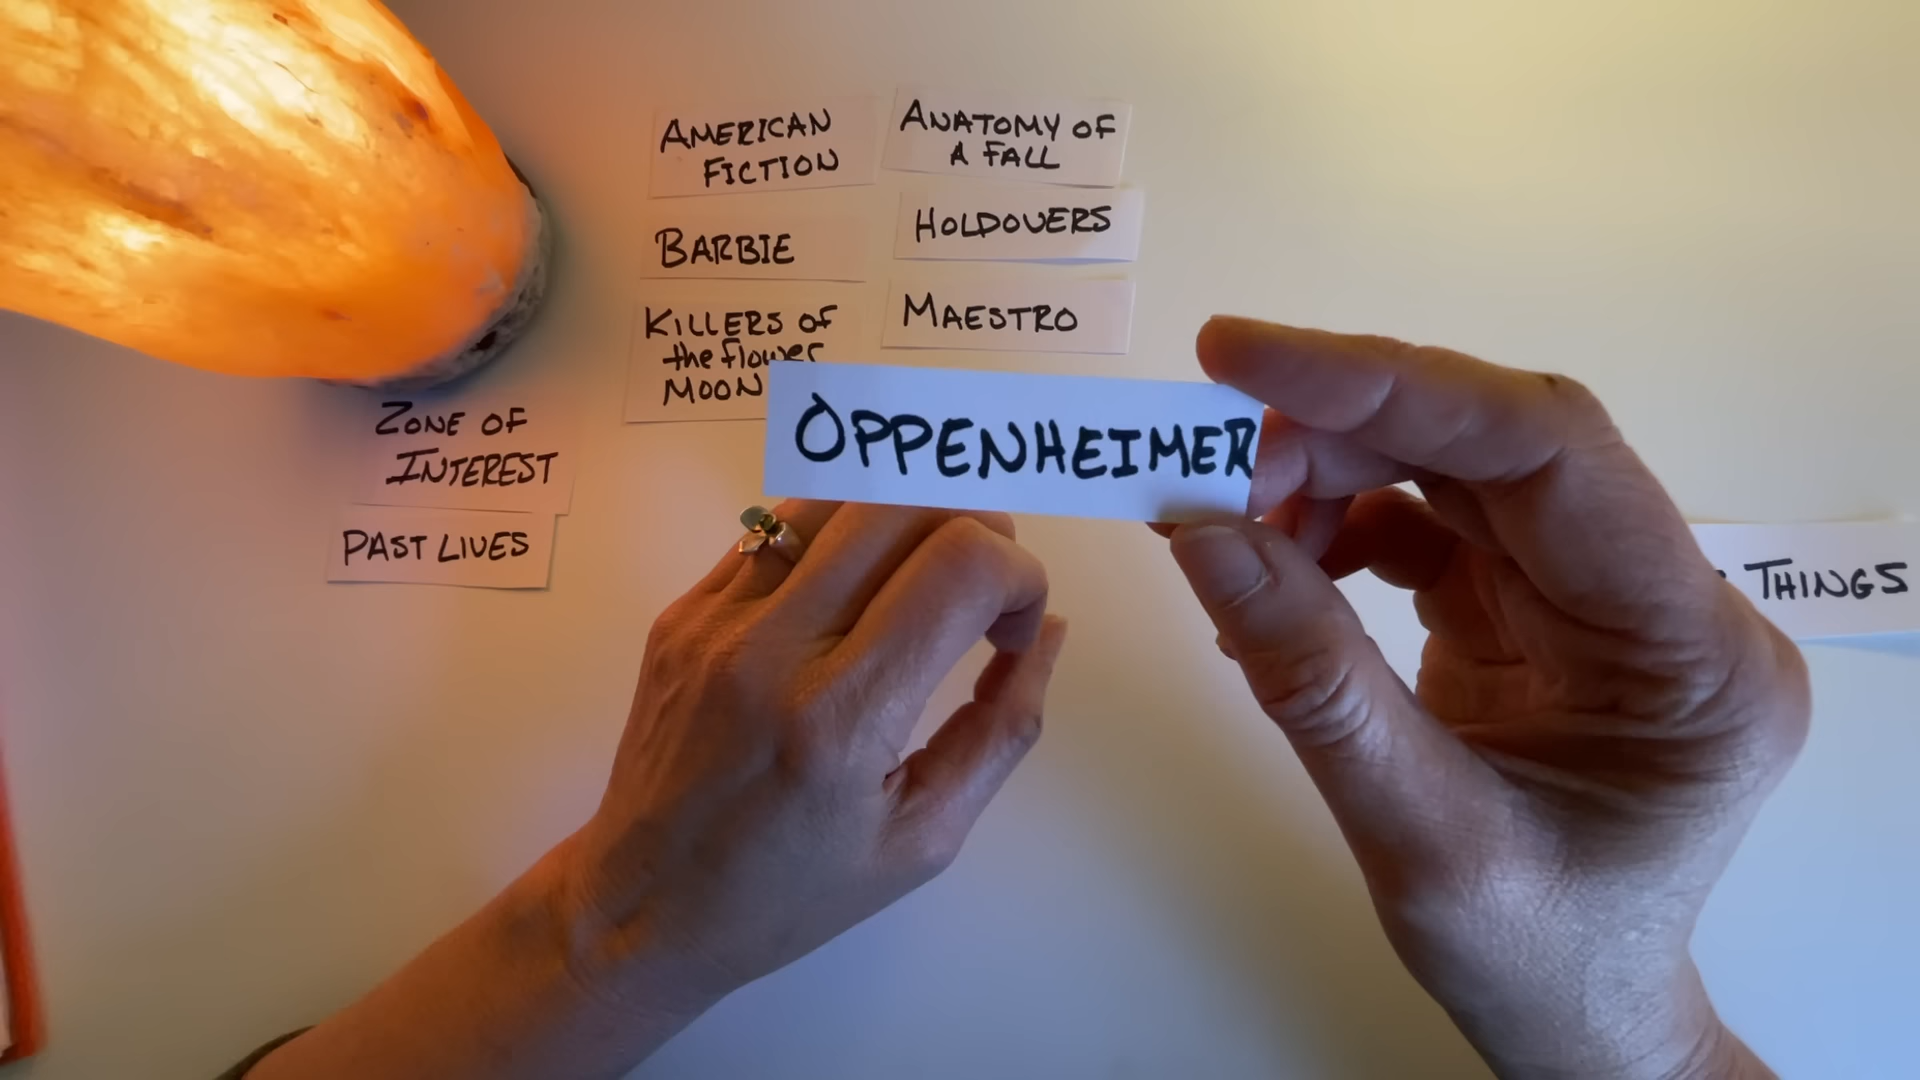 AMERICAN
FICTION
ANATOMY OF
A FALL
BARBIE
HOLDOVERS
KILLERS OF
the flower
MOON
MAESTRO
OPPENHEIMER
ZONE OF
INTEREST
PAST LIVES
THINGS